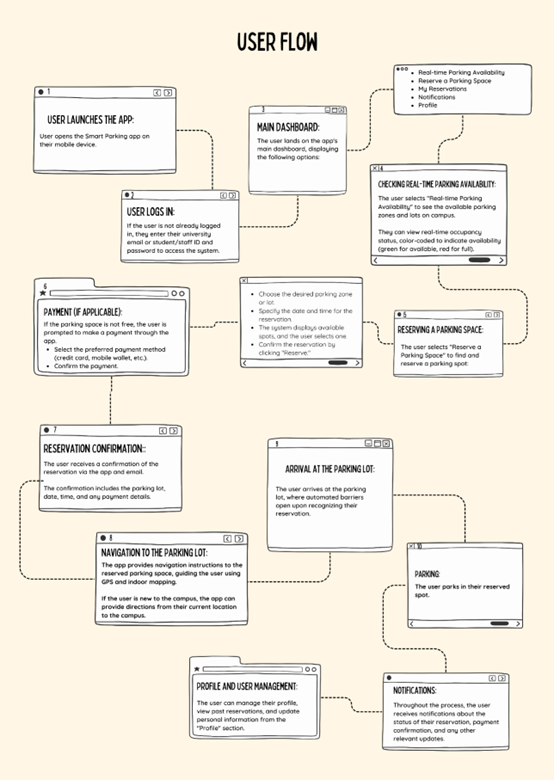 USER FLOW
1
USER LAUNCHES THE APP:
User opens the Smart Parking app on
their mobile device.
2
USER LOGS IN:
If the user is not already logged
in, they enter their university
email or student/staff ID and
password to access the system.
3
MAIN DASHBOARD:
The user lands on the app's
main dashboard, displaying
the following options:
• Real-time Parking Availability
• Reserve a Parking Space
• My Reservations
• Notifications
• Profile
4
CHECKING REAL-TIME PARKING AVAILABILITY:
The user selects "Real-time Parking
Availability" to see the available parking
zones and lots on campus.
They can view real-time occupancy
status, color-coded to indicate availability
(green for available, red for full).
5
RESERVING A PARKING SPACE:
The user selects "Reserve a
Parking Space" to find and
reserve a parking spot:
• Choose the desired parking zone
or lot.
• Specify the date and time for the
reservation.
• The system displays available
spots, and the user selects one.
• Confirm the reservation by
clicking "Reserve."
6
PAYMENT (IF APPLICABLE):
If the parking space is not free, the user is
prompted to make a payment through the
app.
• Select the preferred payment method
(credit card, mobile wallet, etc.).
• Confirm the payment.
7
RESERVATION CONFIRMATION::
The user receives a confirmation of the
reservation via the app and email.
The confirmation includes the parking lot,
date, time, and any payment details.
8
NAVIGATION TO THE PARKING LOT:
The app provides navigation instructions to the
reserved parking space, guiding the user using
GPS and indoor mapping.
If the user is new to the campus, the app can
provide directions from their current location
to the campus.
9
ARRIVAL AT THE PARKING LOT:
The user arrives at the parking
lot, where automated barriers
open upon recognizing their
reservation.
10
PARKING:
The user parks in their reserved
spot.
NOTIFICATIONS:
Throughout the process, the user
receives notifications about the
status of their reservation, payment
confirmation, and any other
relevant updates.
PROFILE AND USER MANAGEMENT:
The user can manage their profile,
view past reservations, and update
personal information from the
"Profile" section.